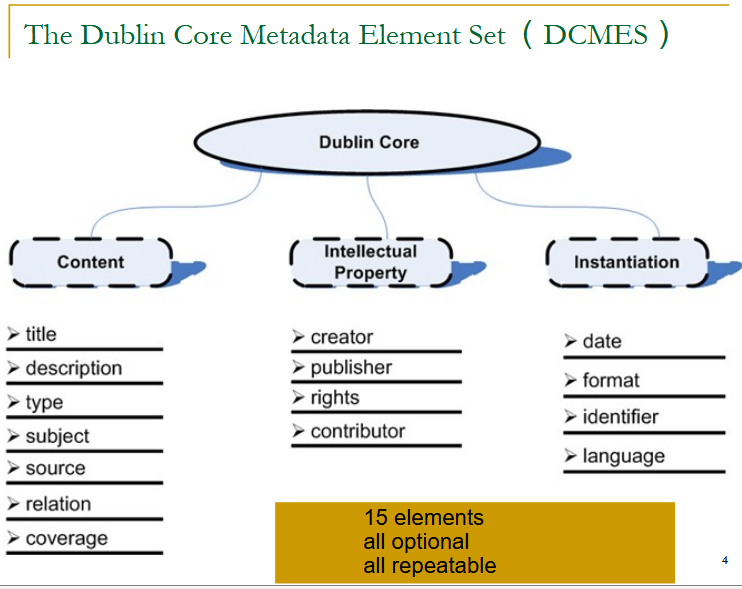 The Dublin Core Metadata Element Set （ DCMES ）
Dublin Core
Content
Intellectual
Property
Instantiation
title
description
type
subject
source
relation
coverage
creator
publisher
rights
contributor
date
format
identifier
language
15 elements
all optional
all repeatable
4